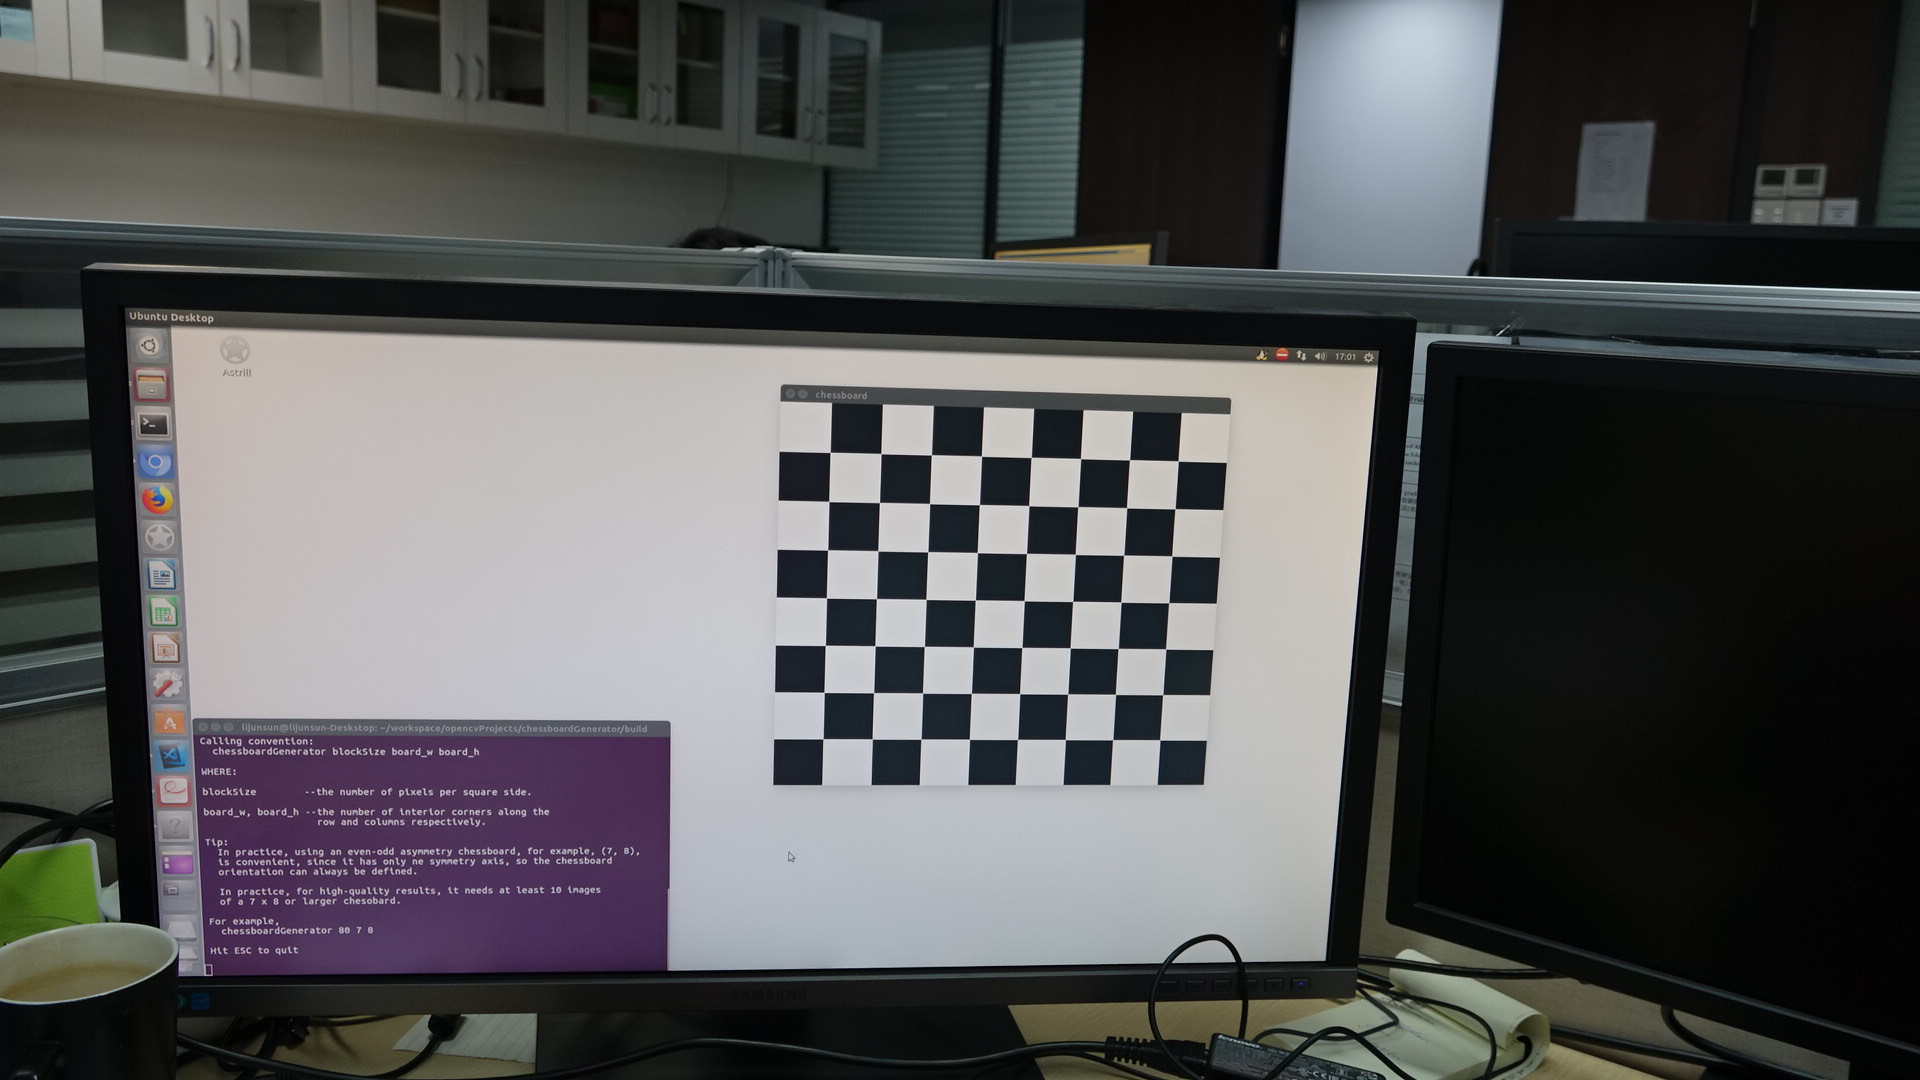 Ubuntu Desktop
17:01
Astrill
chessboard
lijunsun@lijunsun-Deskstop: ~/workspace/opencvProjects/chessboardGenerator/build
Calling convention:
chessboardGenerator blockSize board_w board_h
WHERE:
blockSize --the number of pixels per square side.
board_w, board_h --the number of interior corners along the
row and columns respectively.
Tip:
In practice, using an even-odd asymmetry chessboard, for example, (7, 8),
is convenient, since it has only ne symmetry axis, so the chessboard
orientation can always be defined.
In practice, for high-quality results, it needs at least 10 images
of a 7 x 8 or larger chesobard.
For example,
chessboardGenerator 80 7 8
Hit ESC to quit
SAMSUNG